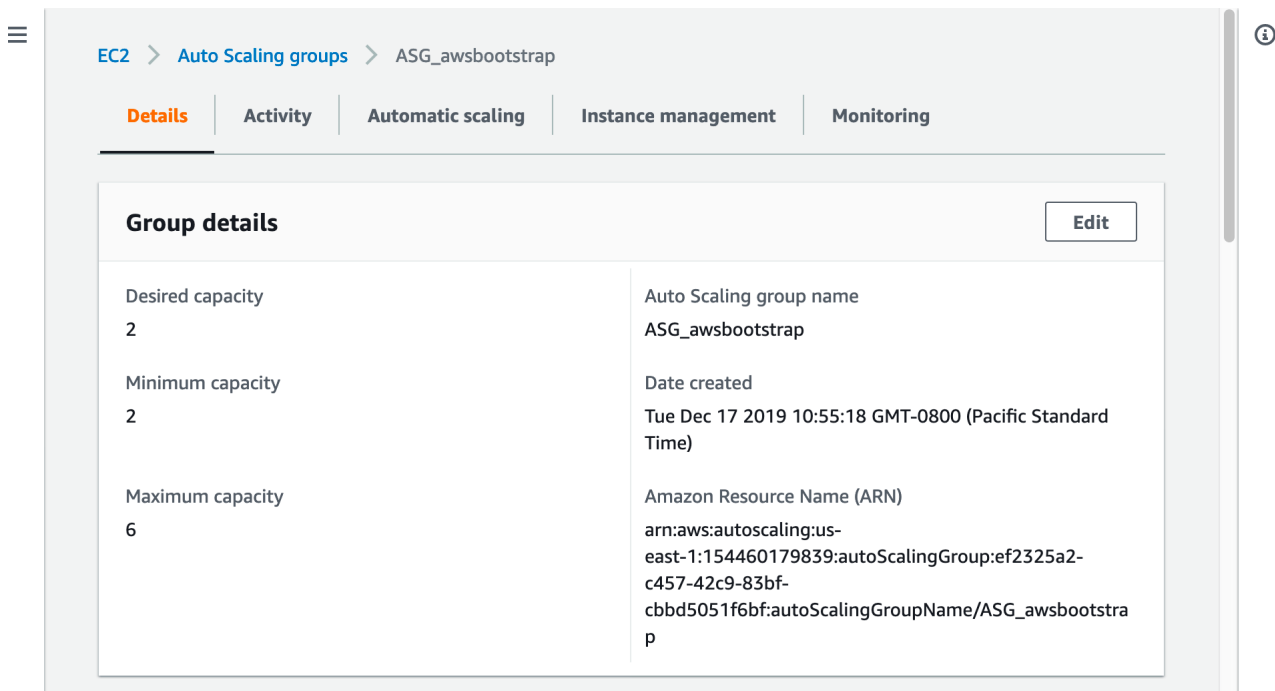 EC2 > Auto Scaling groups > ASG_awsbootstrap
Details Activity Automatic scaling Instance management Monitoring
Group details
Edit
Desired capacity
2
Minimum capacity
2
Maximum capacity
6
Auto Scaling group name
ASG_awsbootstrap
Date created
Tue Dec 17 2019 10:55:18 GMT-0800 (Pacific Standard
Time)
Amazon Resource Name (ARN)
arn:aws:autoscaling:us-
east-1:154460179839:autoScalingGroup:ef2325a2-
c457-42c9-83bf-
cbbd5051f6bf:autoScalingGroupName/ASG_awsbootstra
p